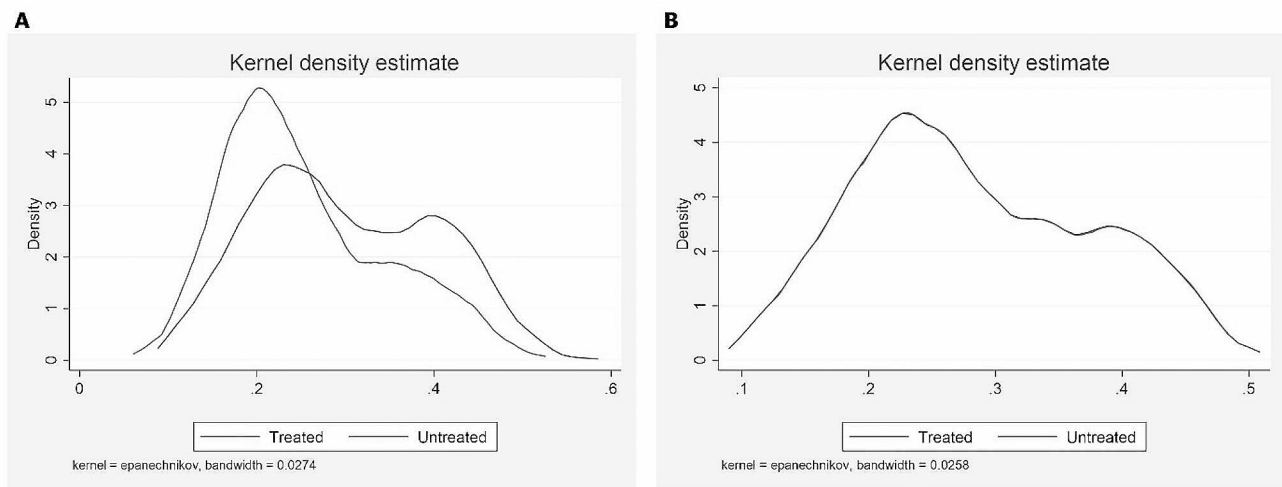 A
Kernel density estimate
Density
5
4
3
2
1
0
0 .2 .4 .6
Treated Untreated
kernel = epanechnikov, bandwidth = 0.0274
B
Kernel density estimate
Density
5
4
3
2
1
0
.1 .2 .3 .4 .5
Treated Untreated
kernel = epanechnikov, bandwidth = 0.0258